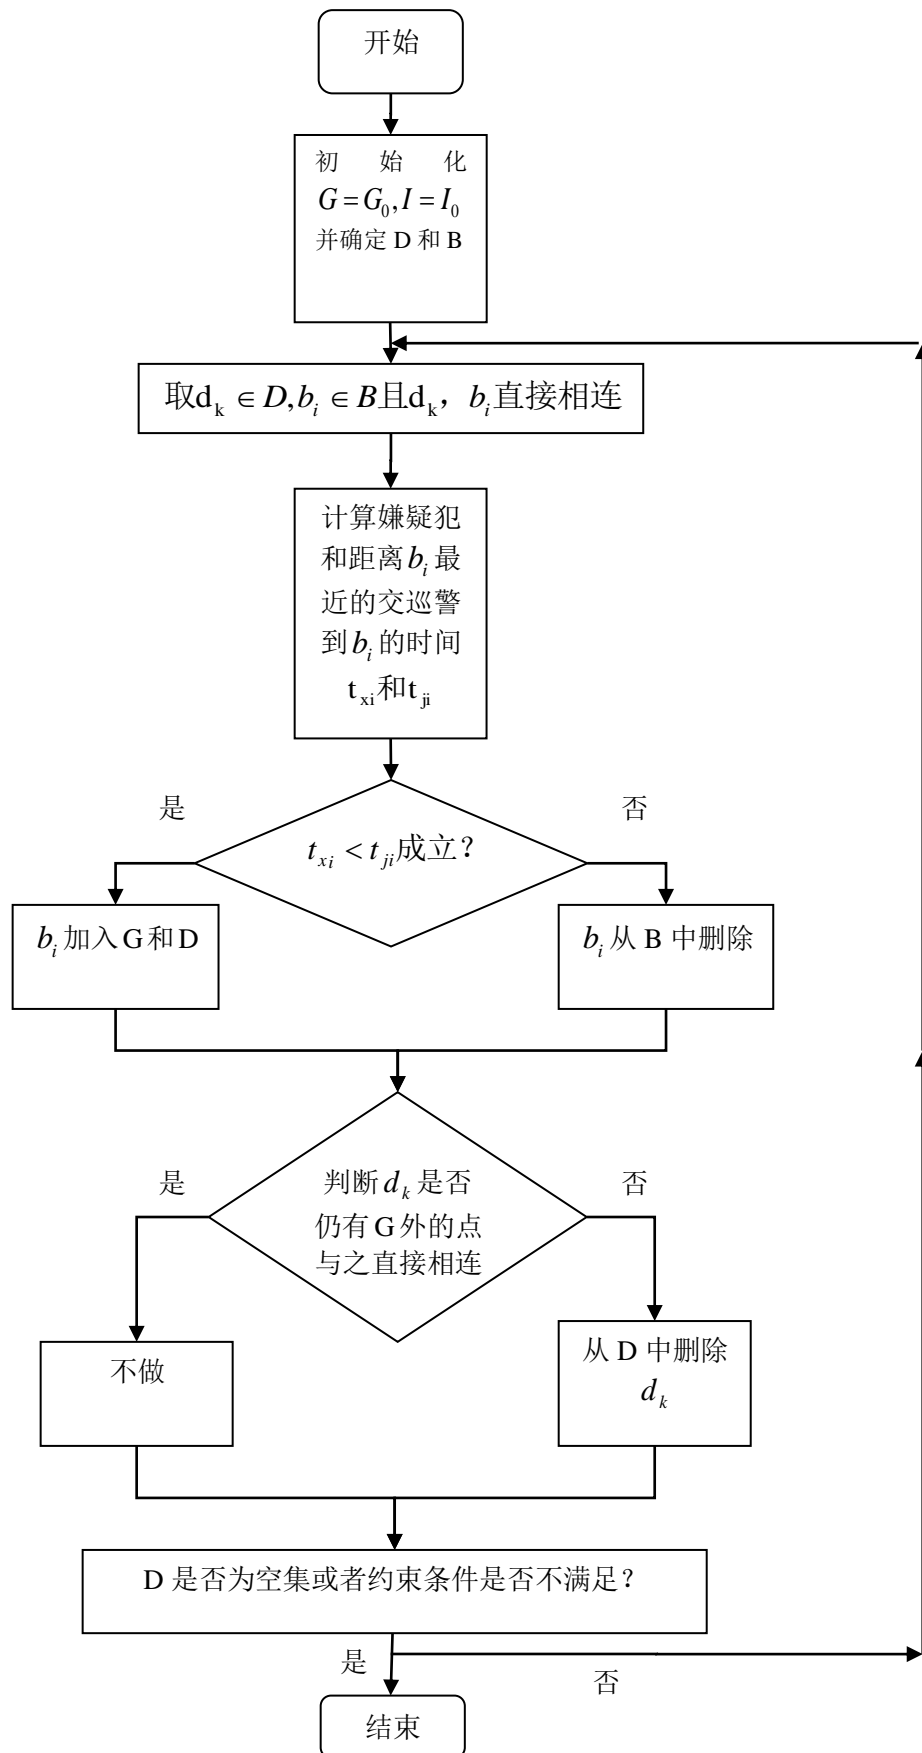 开始
初 始 化
G=G₀,I=I₀
并确定 D 和 B
取dₖ∈D,bᵢ∈B且dₖ，bᵢ直接相连
计算嫌疑犯
和距离bᵢ最
近的交巡警
到bᵢ的时间
t_xi和t_ji
是
否
t_xi<t_ji成立?
bᵢ加入G和D
bᵢ从 B 中删除
是
否
判断dₖ是否
仍有G外的点
与之直接相连
不做
从 D 中删除
dₖ
D 是否为空集或者约束条件是否不满足?
是
否
结束